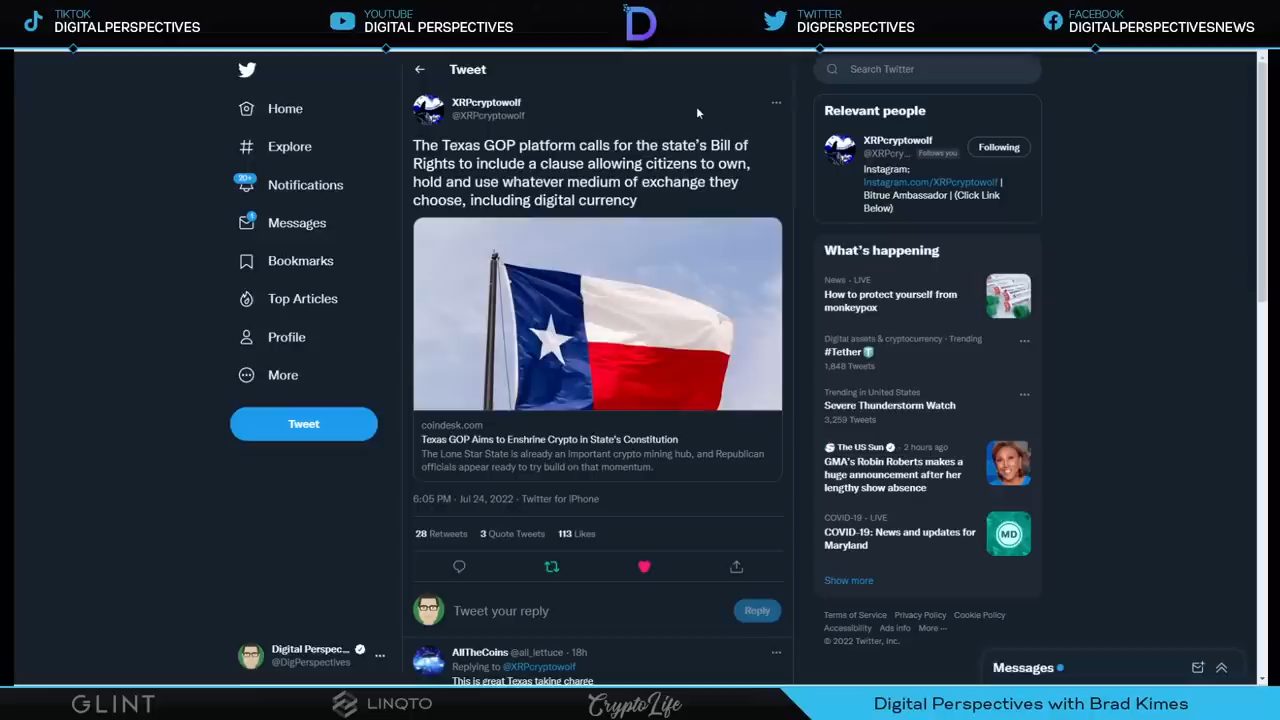 TIKTOK
DIGITALPERSPECTIVES
YOUTUBE
DIGITAL PERSPECTIVES
D
TWITTER
DIGPERSPECTIVES
FACEBOOK
DIGITALPERSPECTIVESNEWS
Home
Explore
20+
Notifications
1
Messages
Bookmarks
Top Articles
Profile
More
Tweet
Digital Perspec...
@DigPerspectives
Tweet
XRPcryptowolf
@XRPcryptowolf
The Texas GOP platform calls for the state's Bill of
Rights to include a clause allowing citizens to own,
hold and use whatever medium of exchange they
choose, including digital currency
coindesk.com
Texas GOP Aims to Enshrine Crypto in State's Constitution
The Lone Star State is already an important crypto mining hub, and Republican
officials appear ready to try build on that momentum.
6:05 PM · Jul 24, 2022 · Twitter for iPhone
28 Retweets 3 Quote Tweets 113 Likes
Tweet your reply
Reply
AllTheCoins @all_lettuce · 18h
Replying to @XRPcryptowolf
This is great Texas taking charge
Search Twitter
Relevant people
XRPcryptowolf
@XRPcry... Follows you
Following
Instagram:
Instagram.com/XRPcryptowolf |
Bitrue Ambassador | (Click Link
Below)
What's happening
News · LIVE
How to protect yourself from
monkeypox
Digital assets & cryptocurrency · Trending
#Tether
1,848 Tweets
Trending in United States
Severe Thunderstorm Watch
3,259 Tweets
The US Sun · 2 hours ago
GMA's Robin Roberts makes a
huge announcement after her
lengthy show absence
COVID-19 · LIVE
COVID-19: News and updates for
Maryland
MD
Show more
Terms of Service Privacy Policy Cookie Policy
Accessibility Ads info More ···
© 2022 Twitter, Inc.
Messages
GLINT
LINQTO
CryptoLife
Digital Perspectives with Brad Kimes